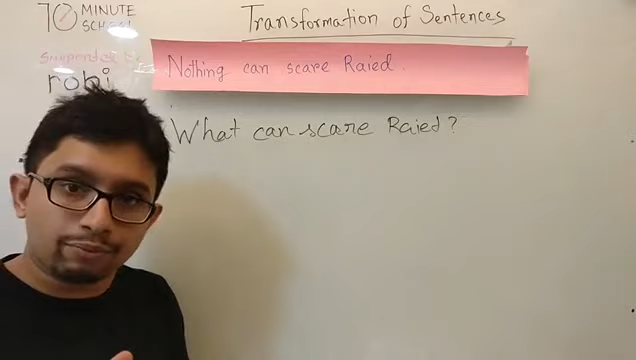 10 MINUTE
SCHOOL
Transformation of Sentences
robi
Nothing can scare Raied.
What can scare Raied?